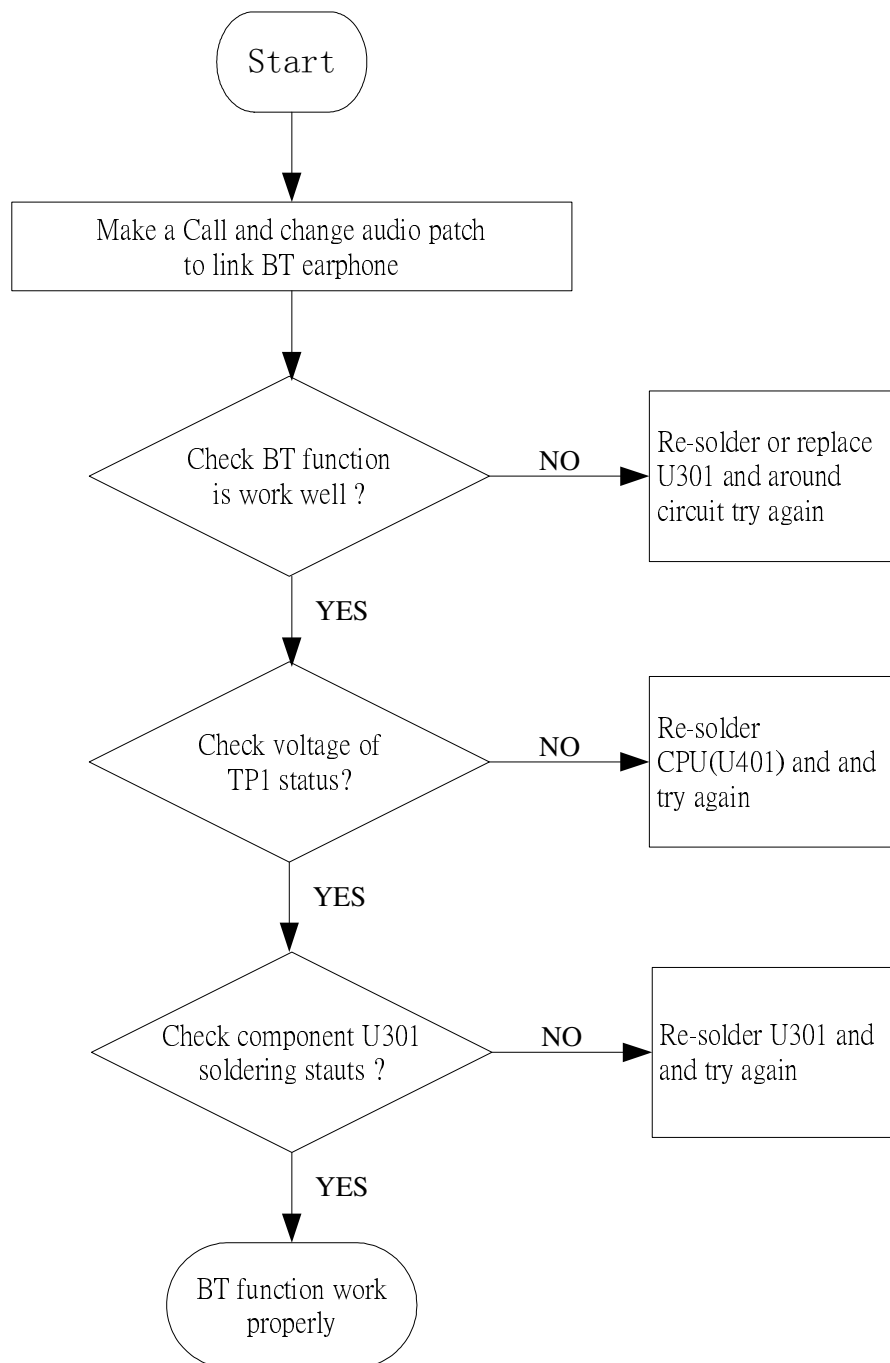 Start
Make a Call and change audio patch
to link BT earphone
Check BT function
is work well ?
NO
Re-solder or replace
U301 and around
circuit try again
YES
Check voltage of
TP1 status?
NO
Re-solder
CPU(U401) and and
try again
YES
Check component U301
soldering stauts ?
NO
Re-solder U301 and
and try again
YES
BT function work
properly